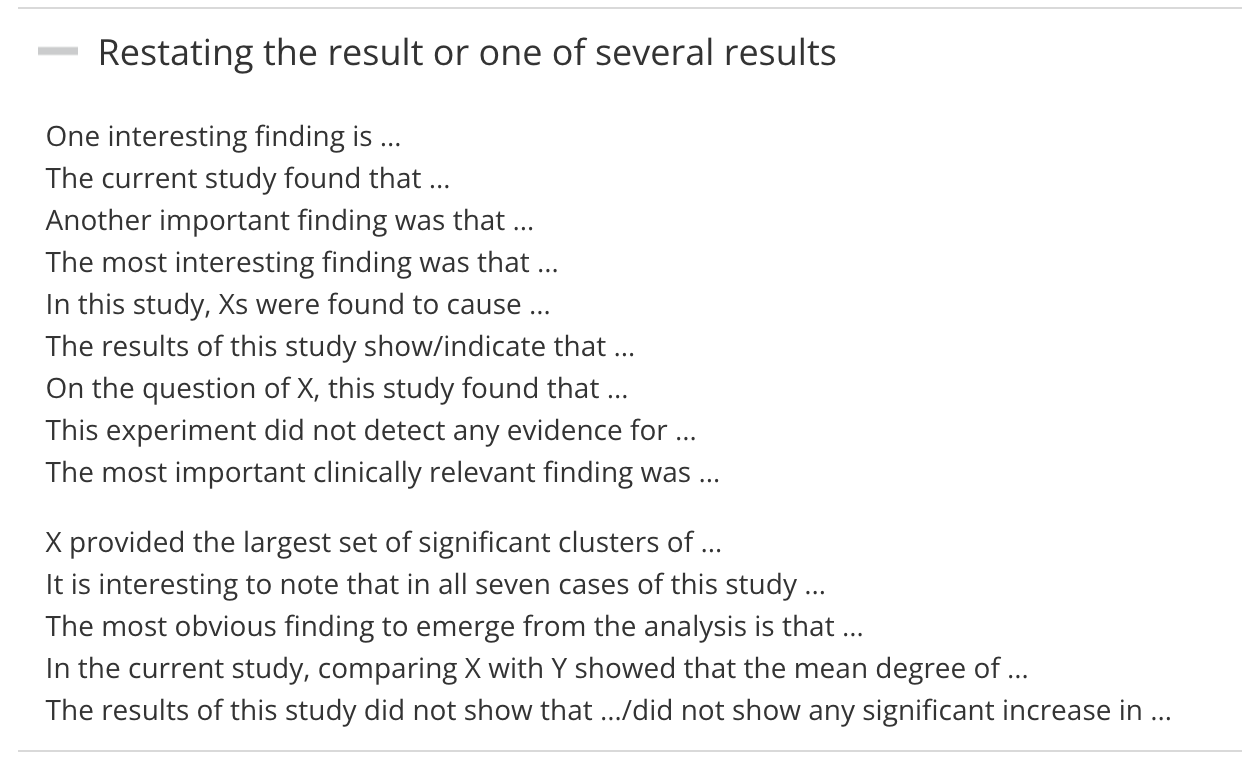 Restating the result or one of several results
One interesting finding is ...
The current study found that ...
Another important finding was that ...
The most interesting finding was that ...
In this study, Xs were found to cause ...
The results of this study show/indicate that ...
On the question of X, this study found that ...
This experiment did not detect any evidence for ...
The most important clinically relevant finding was ...
X provided the largest set of significant clusters of ...
It is interesting to note that in all seven cases of this study ...
The most obvious finding to emerge from the analysis is that ...
In the current study, comparing X with Y showed that the mean degree of ...
The results of this study did not show that .../did not show any significant increase in ...